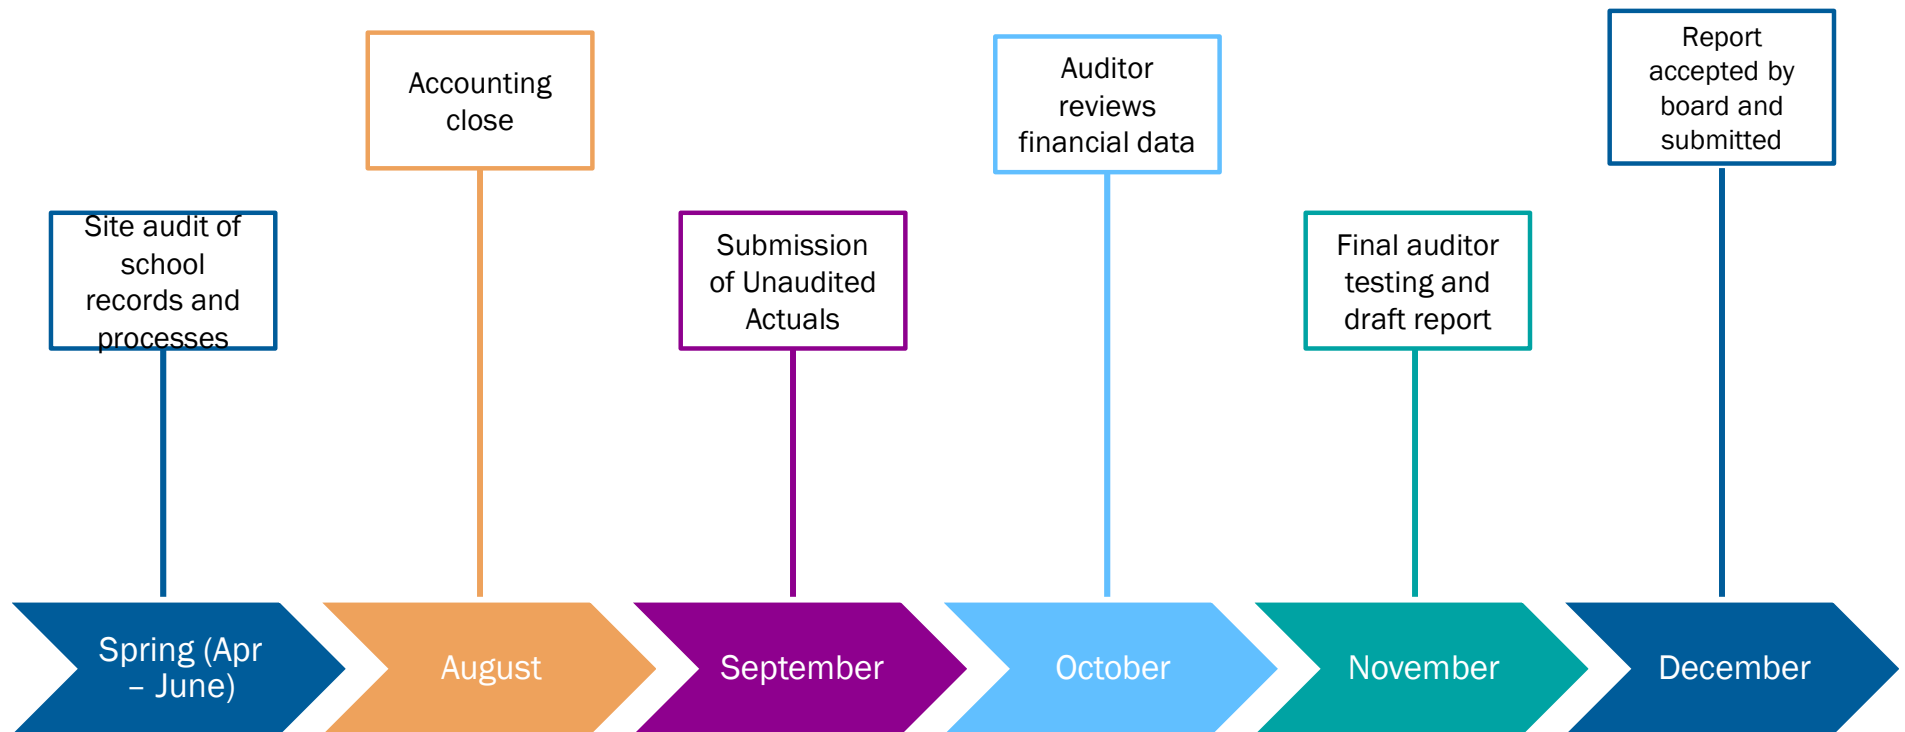 Site audit of
school
records and
processes
Accounting
close
Submission
of Unaudited
Actuals
Auditor
reviews
financial data
Final auditor
testing and
draft report
Report
accepted by
board and
submitted
Spring (Apr
– June)
August
September
October
November
December